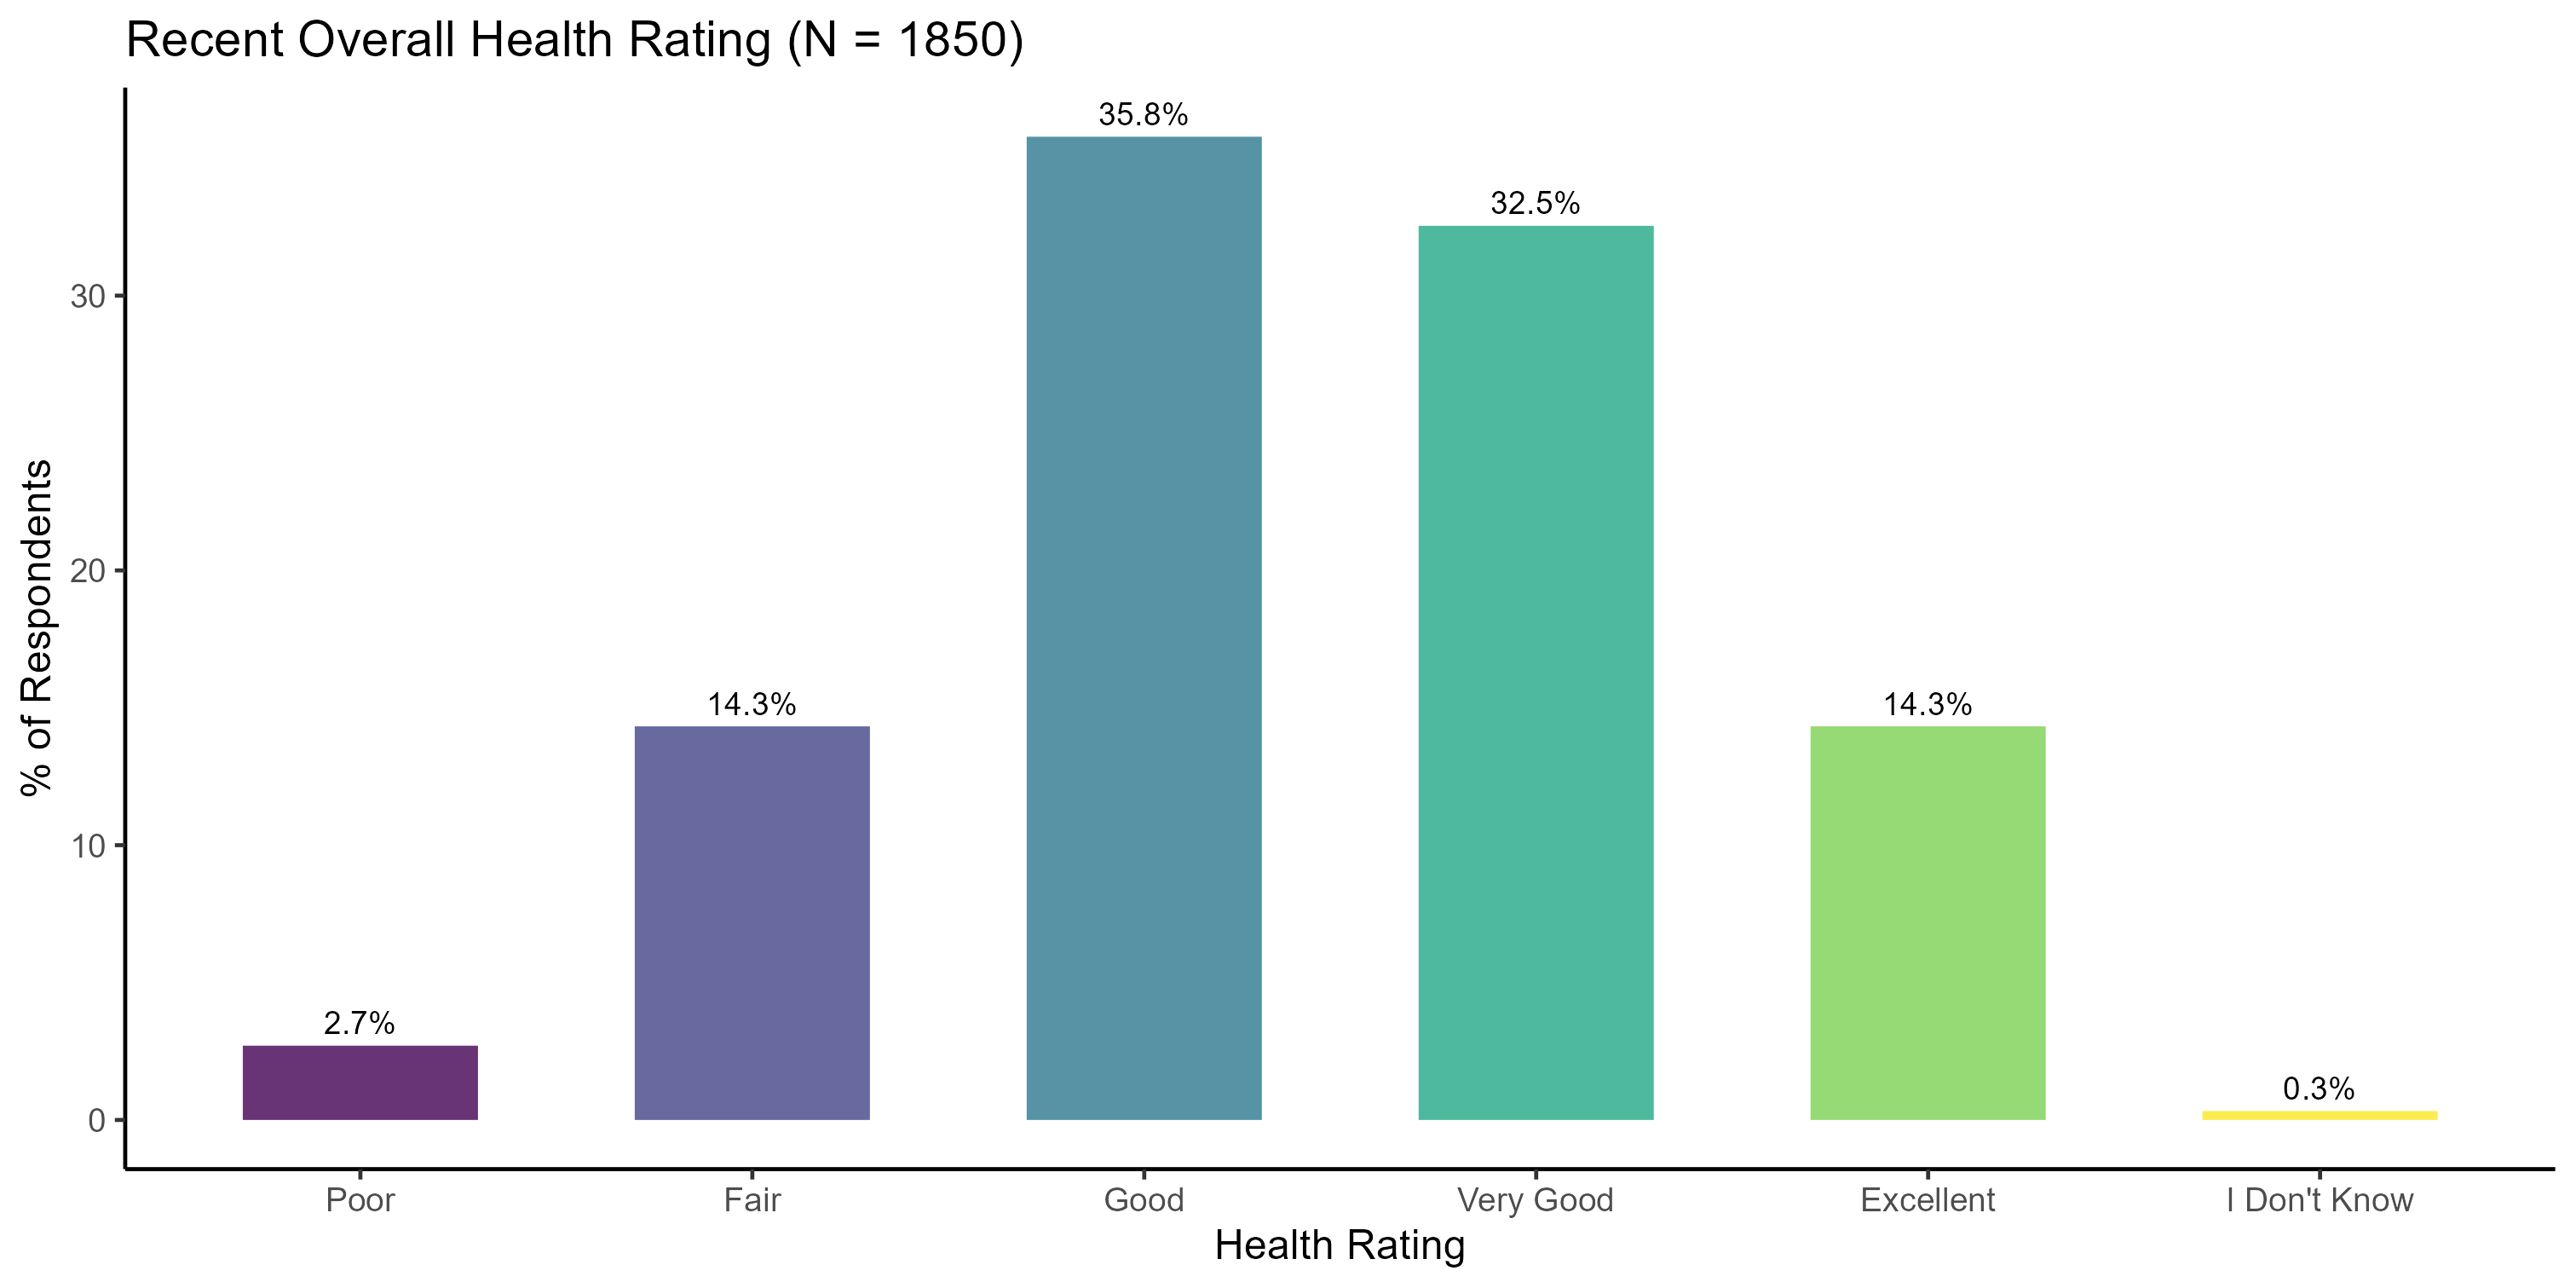 Recent Overall Health Rating (N = 1850)
% of Respondents
30
20
10
0
2.7%
14.3%
35.8%
32.5%
14.3%
0.3%
Poor
Fair
Good
Very Good
Excellent
I Don't Know
Health Rating